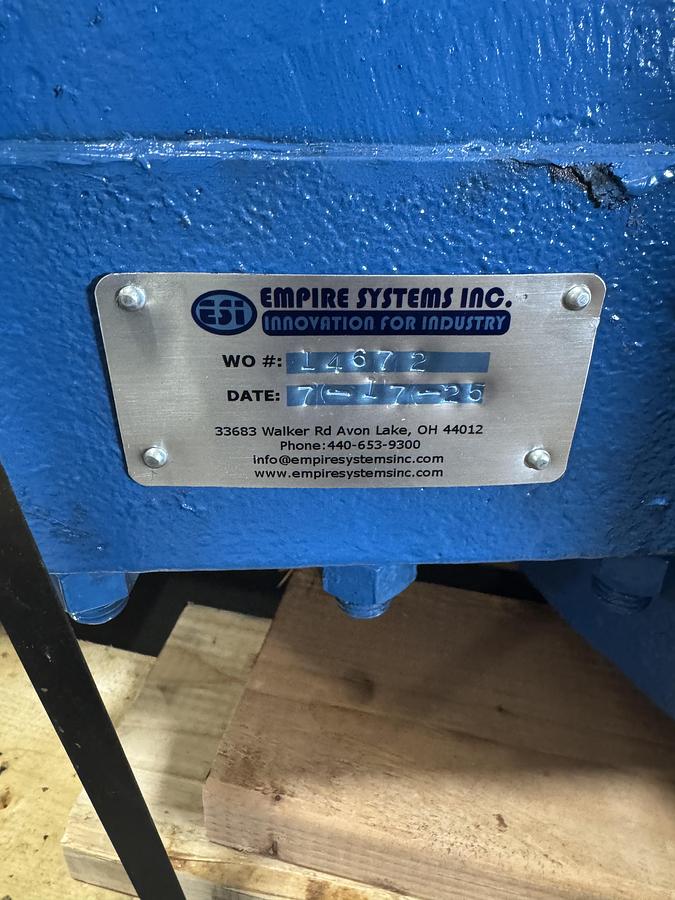 ESI EMPIRE SYSTEMS INC.
INNOVATION FOR INDUSTRY
WO #: 14672
DATE: 7-17-25
33683 Walker Rd Avon Lake, OH 44012
Phone:440-653-9300
info@empiresystemsinc.com
www.empiresystemsinc.com